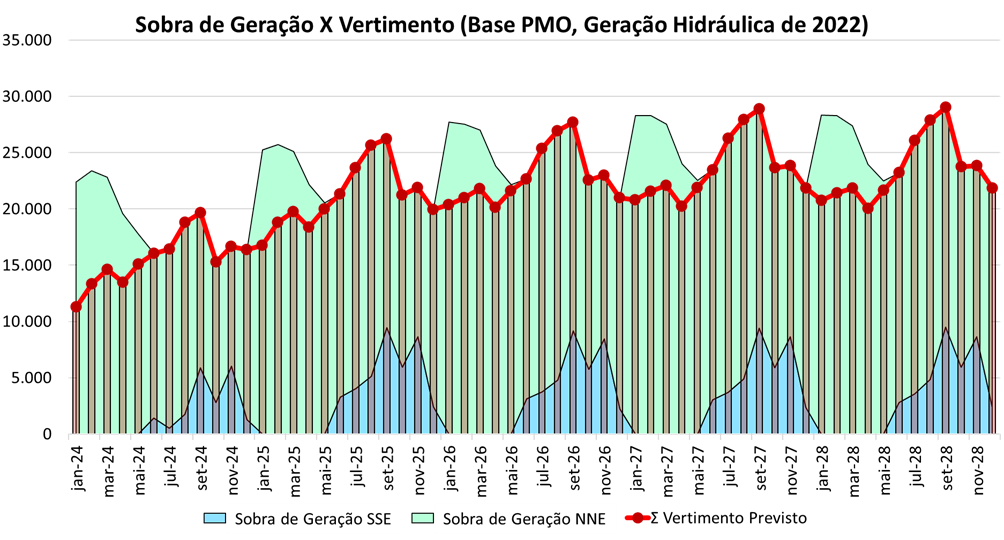 Sobra de Geração X Vertimento (Base PMO, Geração Hidráulica de 2022)
35.000
30.000
25.000
20.000
15.000
10.000
5.000
0
jan-24
mar-24
mai-24
jul-24
set-24
nov-24
jan-25
mar-25
mai-25
jul-25
set-25
nov-25
jan-26
mar-26
mai-26
jul-26
set-26
nov-26
jan-27
mar-27
mai-27
jul-27
set-27
nov-27
jan-28
mar-28
mai-28
jul-28
set-28
nov-28
Sobra de Geração SSE Sobra de Geração NNE Σ Vertimento Previsto